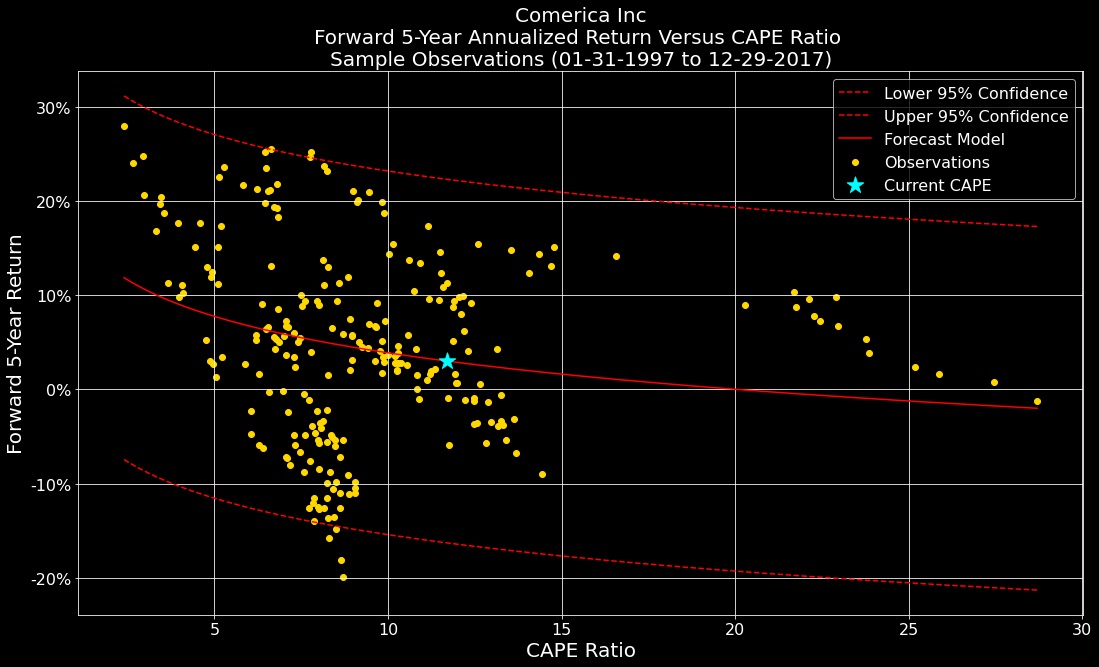 Comerica Inc
Forward 5-Year Annualized Return Versus CAPE Ratio
Sample Observations (01-31-1997 to 12-29-2017)
Lower 95% Confidence
Upper 95% Confidence
Forecast Model
Observations
Current CAPE
Forward 5-Year Return
30%
20%
10%
0%
-10%
-20%
5 10 15 20 25 30
CAPE Ratio